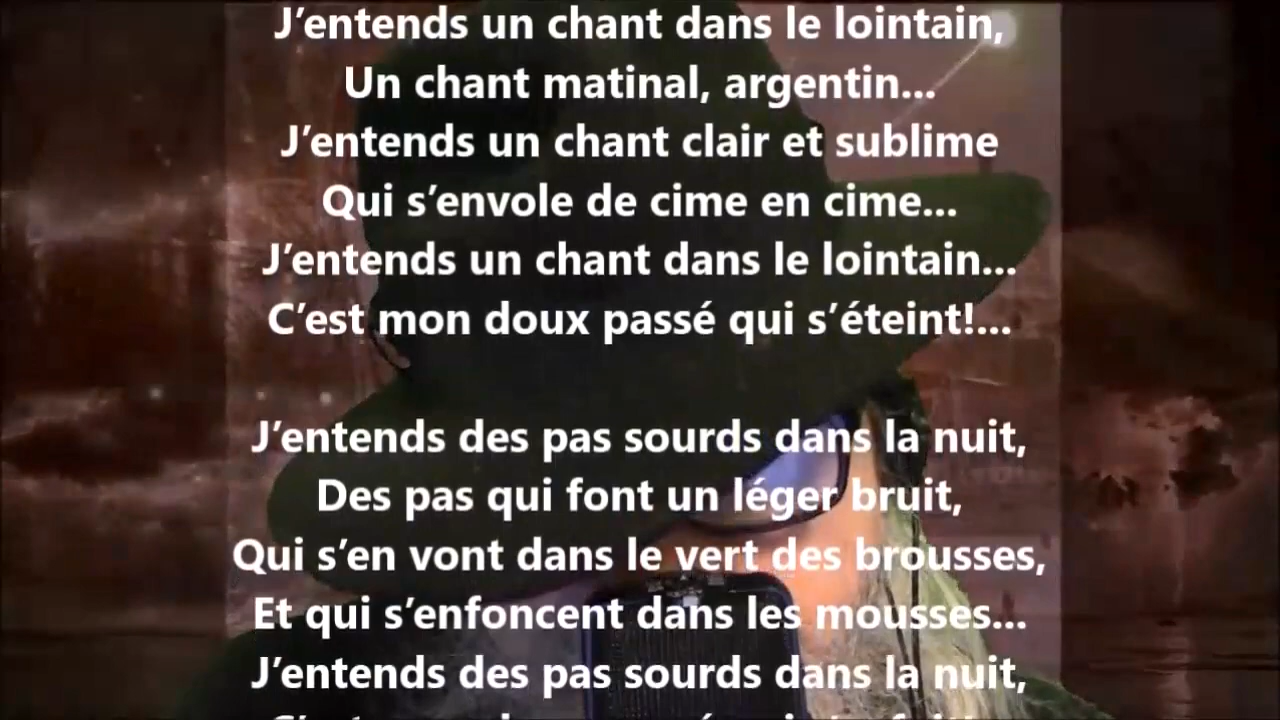 J'entends un chant dans le lointain,
Un chant matinal, argentin...
J'entends un chant clair et sublime
Qui s'envole de cime en cime...
J'entends un chant dans le lointain...
C'est mon doux passé qui s'éteint!...
J'entends des pas sourds dans la nuit,
Des pas qui font un léger bruit,
Qui s'en vont dans le vert des brousses,
Et qui s'enfoncent dans les mousses...
J'entends des pas sourds dans la nuit,